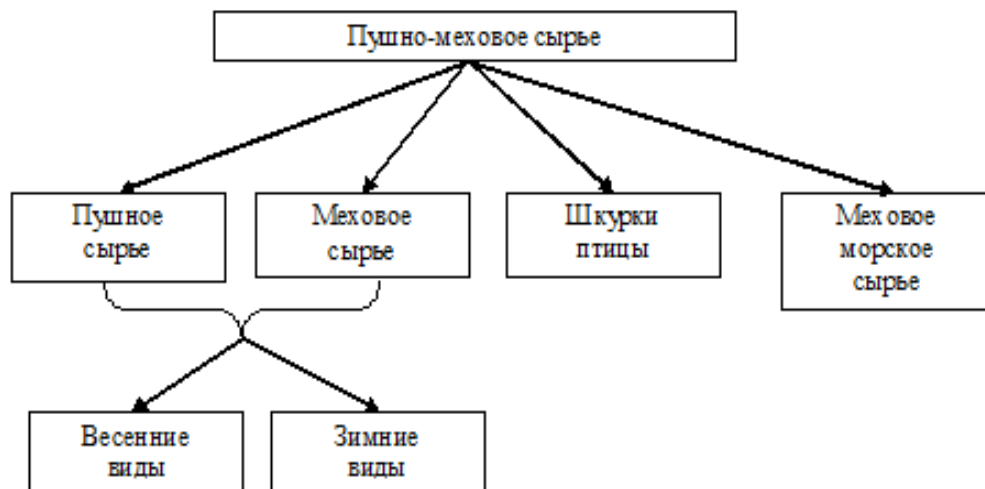 Пушно-меховое сырье
Пушное
сырье
Меховое
сырье
Шкурки
птицы
Меховое
морское
сырье
Весенние
виды
Зимние
виды